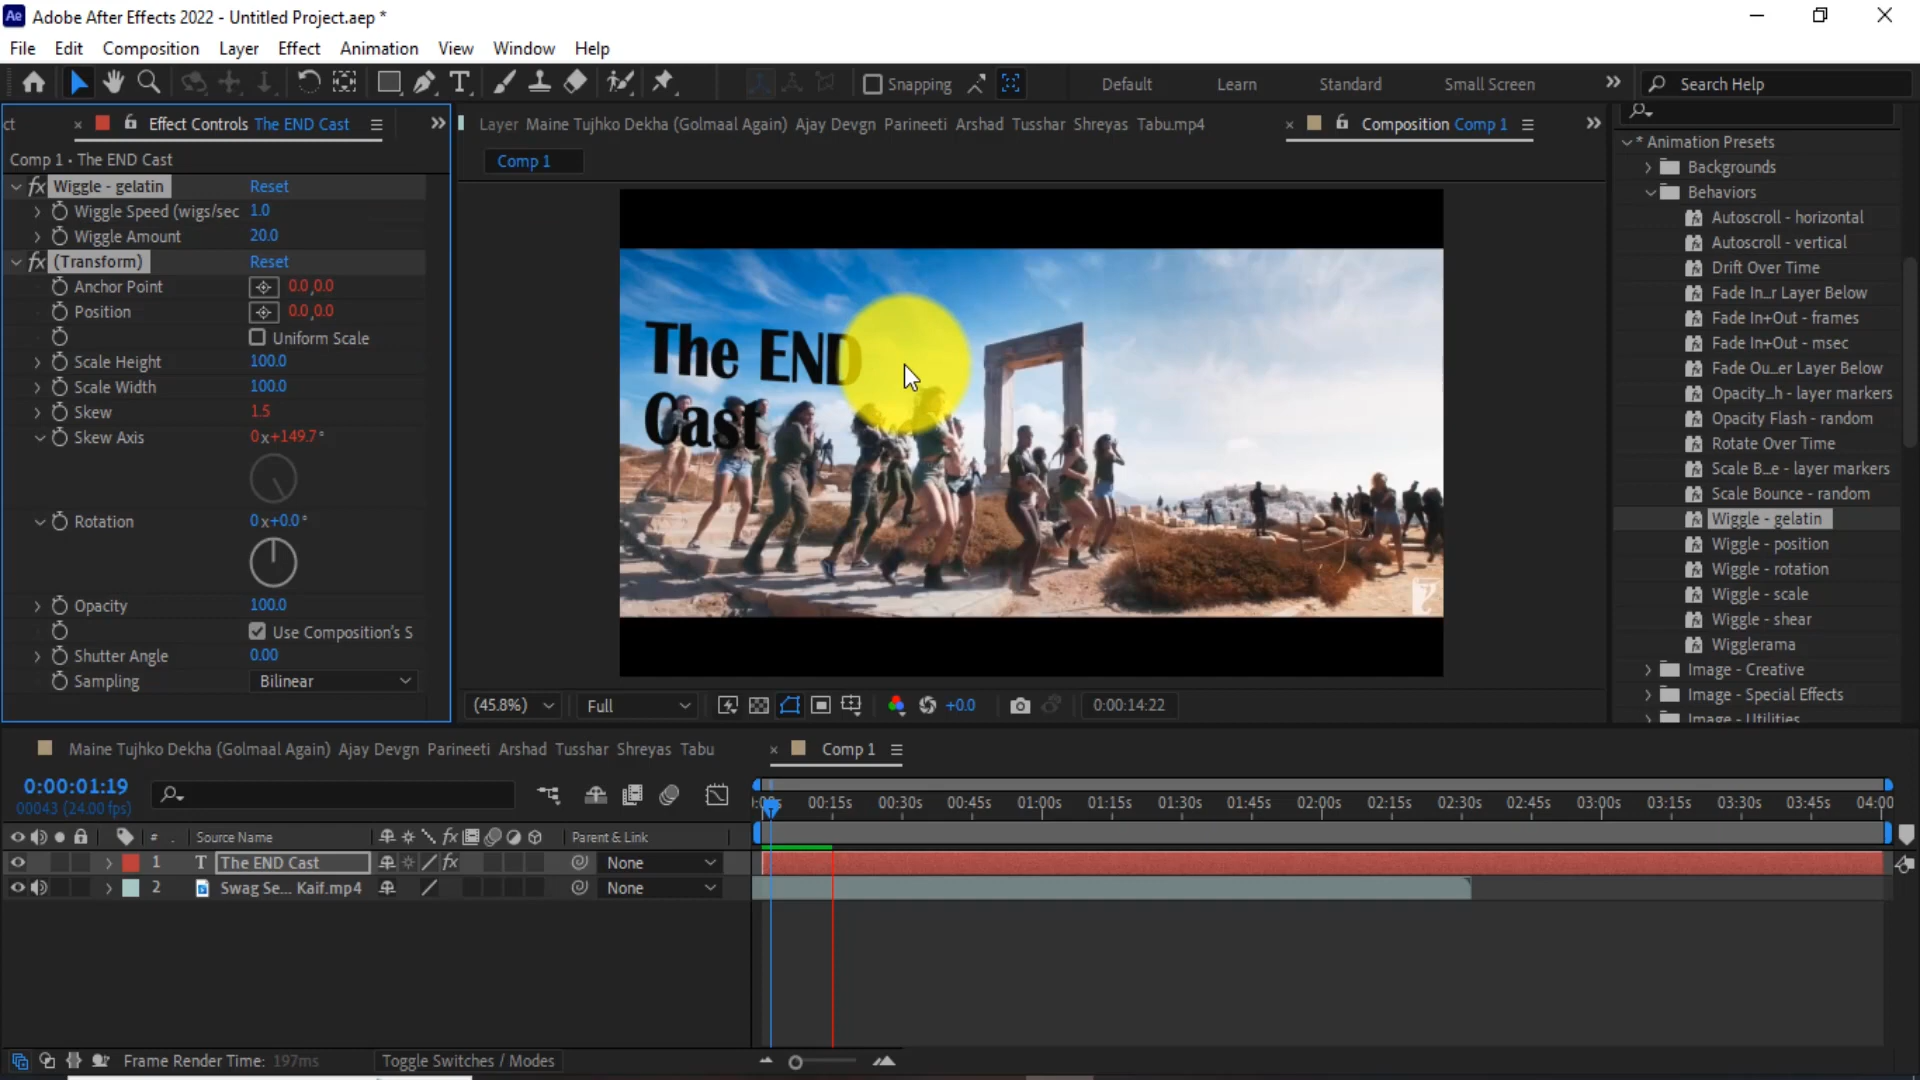 Ae Adobe After Effects 2022 - Untitled Project.aep *
File Edit Composition Layer Effect Animation View Window Help
Snapping Default Learn Standard Small Screen Search Help
ct × Effect Controls The END Cast
Comp 1 • The END Cast
fx Wiggle - gelatin Reset
Wiggle Speed (wigs/sec 1.0
Wiggle Amount 20.0
fx (Transform) Reset
Anchor Point 0.0,0.0
Position 0.0,0.0
Uniform Scale
Scale Height 100.0
Scale Width 100.0
Skew 1.5
Skew Axis 0x+149.7°
Rotation 0x+0.0°
Opacity 100.0
Use Composition's S
Shutter Angle 0.00
Sampling Bilinear
Layer Maine Tujhko Dekha (Golmaal Again) Ajay Devgn Parineeti Arshad Tusshar Shreyas Tabu.mp4
Composition Comp 1
Comp 1
The END
Cast
(45.8%) Full +0.0 0:00:14:22
* Animation Presets
Backgrounds
Behaviors
Autoscroll - horizontal
Autoscroll - vertical
Drift Over Time
Fade In...r Layer Below
Fade In+Out - frames
Fade In+Out - msec
Fade Ou...er Layer Below
Opacity...h - layer markers
Opacity Flash - random
Rotate Over Time
Scale B...e - layer markers
Scale Bounce - random
Wiggle - gelatin
Wiggle - position
Wiggle - rotation
Wiggle - scale
Wiggle - shear
Wigglerama
Image - Creative
Image - Special Effects
Image - Utilities
Maine Tujhko Dekha (Golmaal Again) Ajay Devgn Parineeti Arshad Tusshar Shreyas Tabu
× Comp 1
0:00:01:19
00043 (24.00 fps)
:00s 00:15s 00:30s 00:45s 01:00s 01:15s 01:30s 01:45s 02:00s 02:15s 02:30s 02:45s 03:00s 03:15s 03:30s 03:45s 04:00
# Source Name fx Parent & Link
1 T The END Cast fx None
2 Swag Se... Kaif.mp4 None
Frame Render Time: 197ms Toggle Switches / Modes